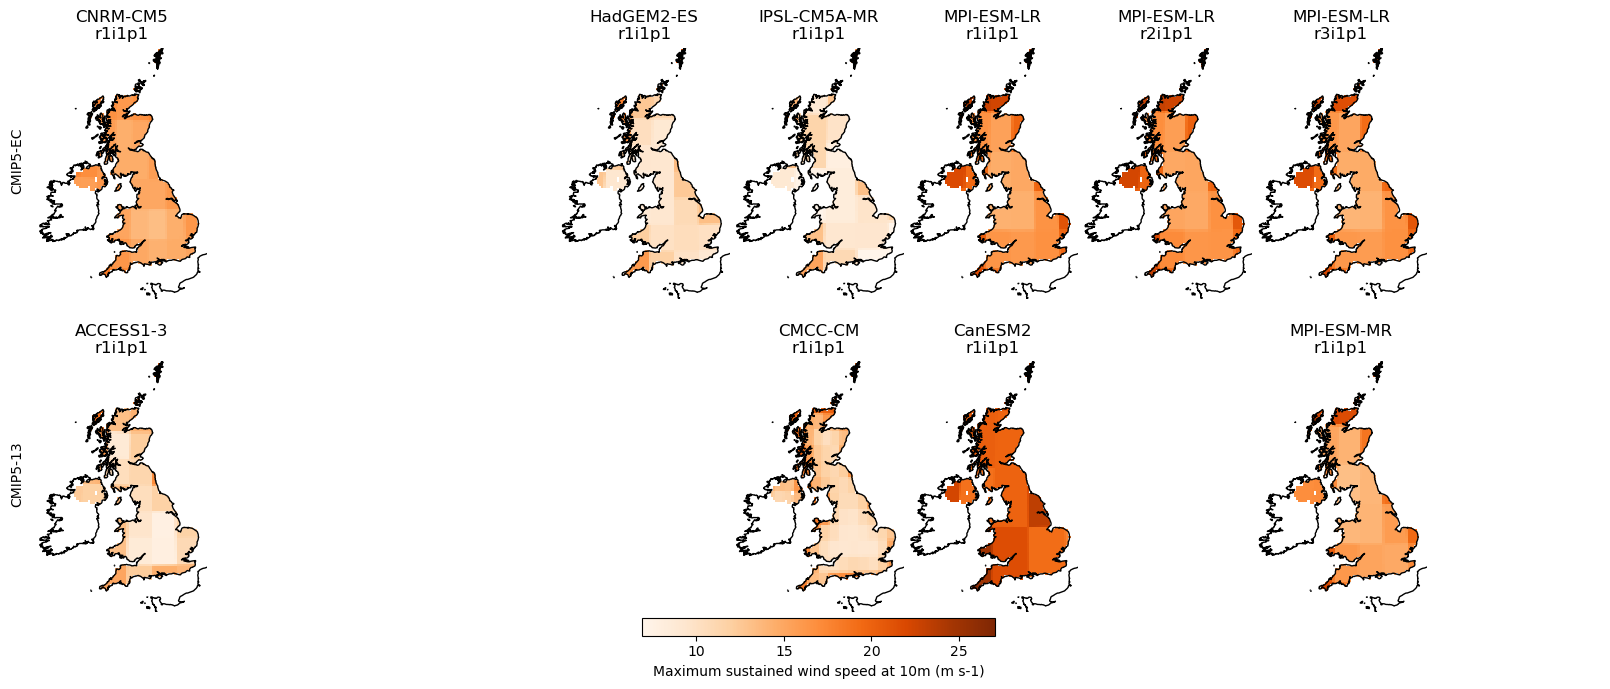 CNRM-CM5
r1i1p1
HadGEM2-ES
r1i1p1
IPSL-CM5A-MR
r1i1p1
MPI-ESM-LR
r1i1p1
MPI-ESM-LR
r2i1p1
MPI-ESM-LR
r3i1p1
CMIP5-EC
ACCESS1-3
r1i1p1
CMCC-CM
r1i1p1
CanESM2
r1i1p1
MPI-ESM-MR
r1i1p1
CMIP5-13
10 15 20 25
Maximum sustained wind speed at 10m (m s-1)